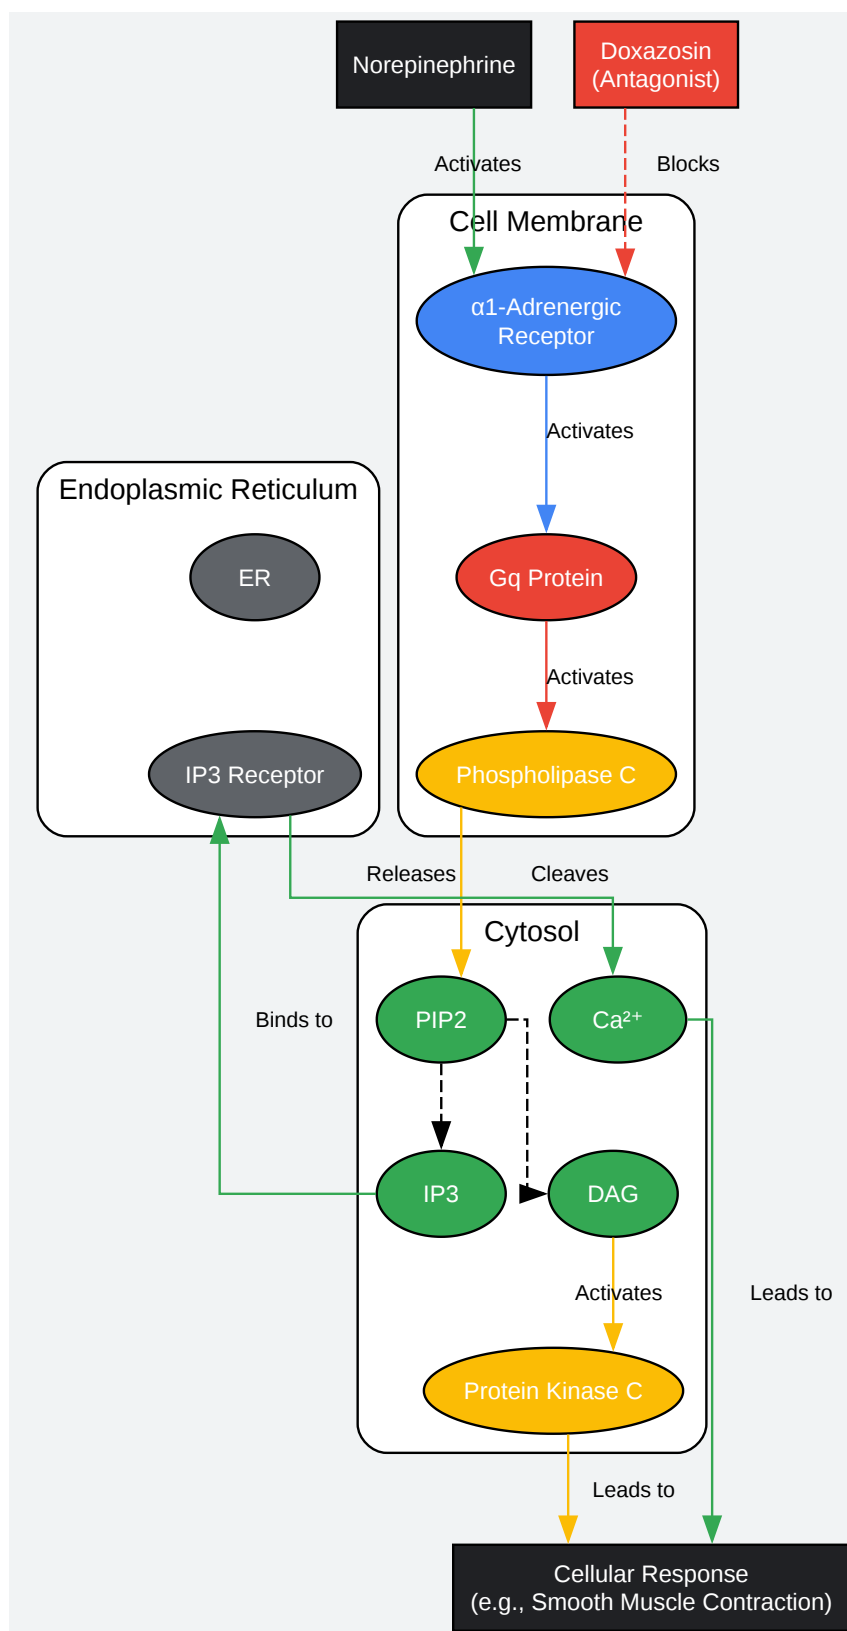 Norepinephrine
Doxazosin
(Antagonist)
Activates
Blocks
Cell Membrane
α1-Adrenergic
Receptor
Activates
Endoplasmic Reticulum
ER
Gq Protein
Activates
IP3 Receptor
Phospholipase C
Releases
Cleaves
Cytosol
Binds to
PIP2
Ca²⁺
IP3
DAG
Activates
Leads to
Protein Kinase C
Leads to
Cellular Response
(e.g., Smooth Muscle Contraction)